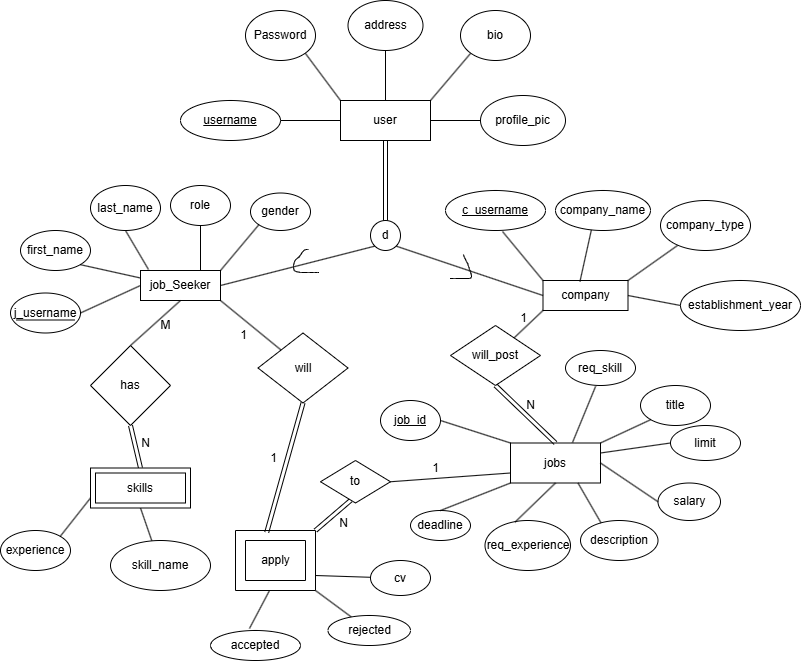 address
Password
bio
username
user
profile_pic
last_name
role
gender
c_username
company_name
company_type
first_name
d
job_Seeker
company
j_username
establishment_year
M
1
1
will_post
has
will
req_skill
N
title
job_id
limit
N
1
jobs
1
to
skills
salary
N
deadline
experience
req_experience
description
skill_name
apply
cv
rejected
accepted